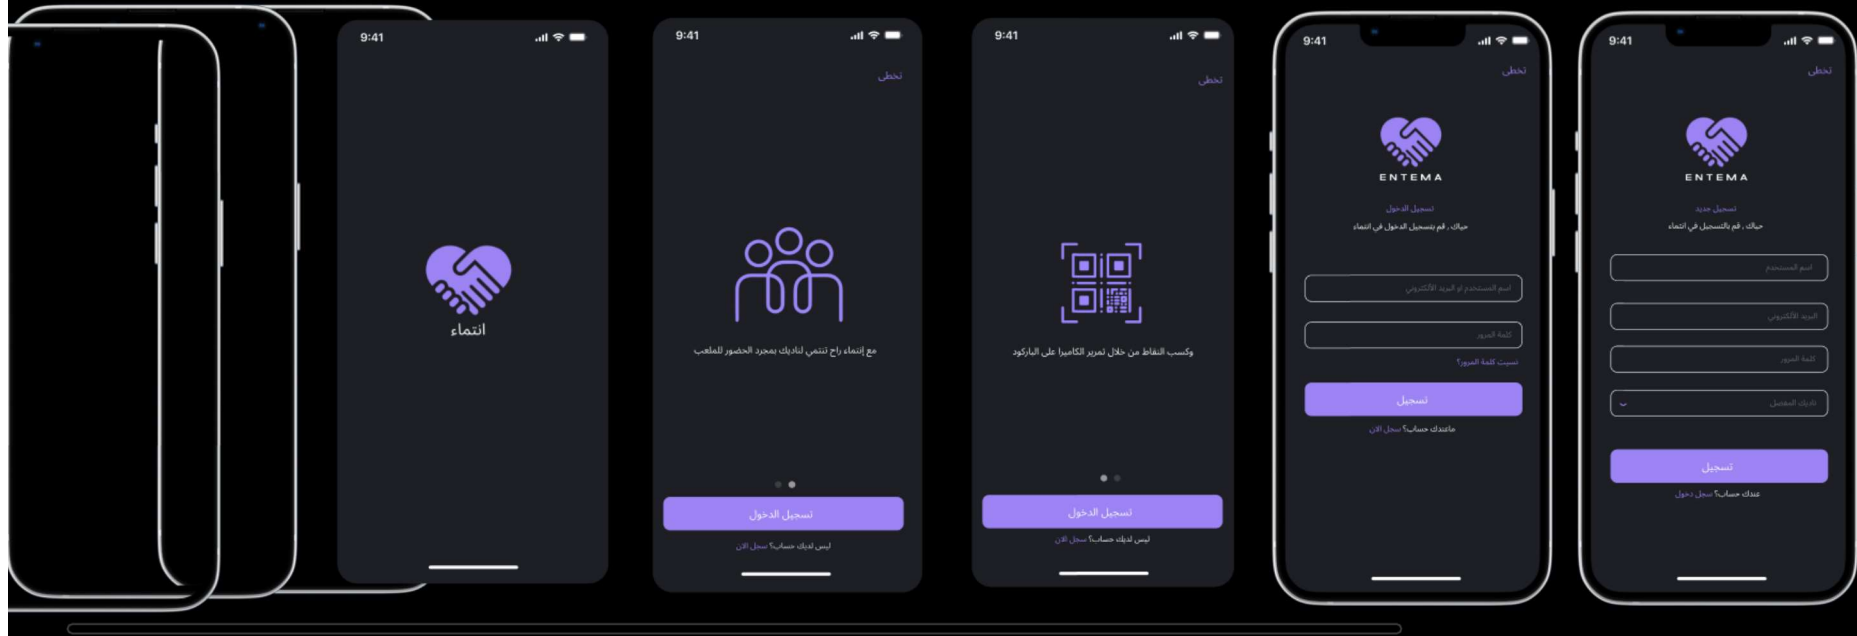 9:41
انتماء
9:41
تخطى
مع إنتماء راح تنتمي لناديك بمجرد الحضور للملعب
تسجيل الدخول
ليس لديك حساب؟ سجل الان
9:41
تخطى
وكسب النقاط من خلال تمرير الكاميرا على الباركود
تسجيل الدخول
ليس لديك حساب؟ سجل الان
9:41
تخطى
ENTEMA
تسجيل الدخول
حياك , قم بتسجيل الدخول في انتماء
اسم المستخدم او البريد الألكتروني
كلمة المرور
نسيت كلمة المرور؟
تسجيل
ماعندك حساب؟ سجل الان
9:41
تخطى
ENTEMA
تسجيل جديد
حياك , قم بالتسجيل في انتماء
اسم المستخدم
البريد الألكتروني
كلمة المرور
ناديك المفضل
تسجيل
عندك حساب؟ سجل دخول